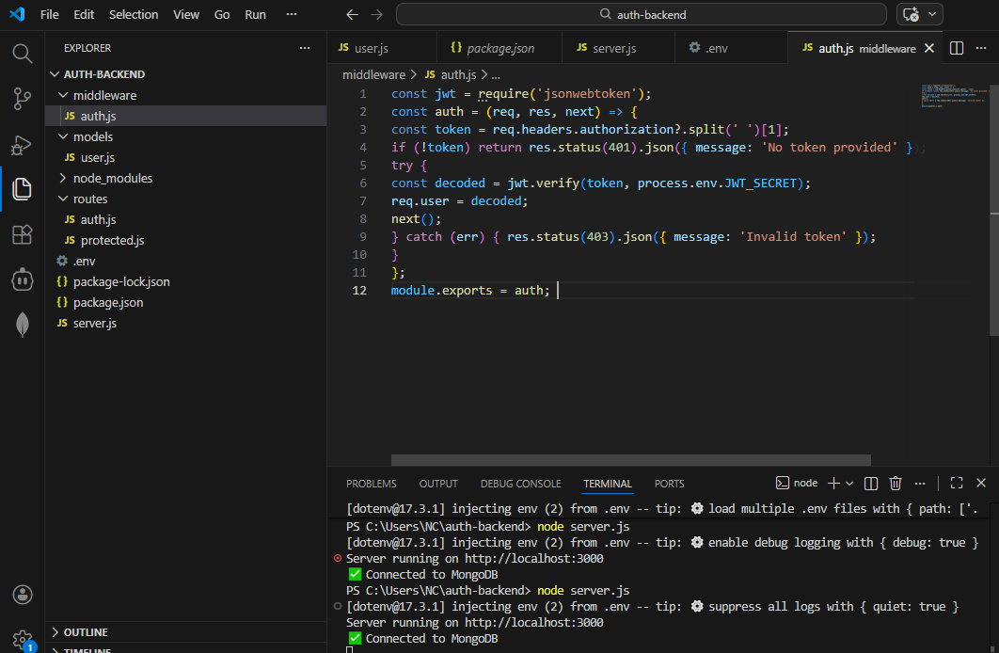 File Edit Selection View Go Run ··· auth-backend
EXPLORER ···
AUTH-BACKEND
middleware
JS auth.js
models
JS user.js
node_modules
routes
JS auth.js
JS protected.js
.env
{} package-lock.json
{} package.json
JS server.js
OUTLINE
TIMELINE
1
JS user.js {} package.json JS server.js .env JS auth.js middleware
middleware > JS auth.js > ...
1 const jwt = require('jsonwebtoken');
2 const auth = (req, res, next) => {
3 const token = req.headers.authorization?.split(' ')[1];
4 if (!token) return res.status(401).json({ message: 'No token provided' });
5 try {
6 const decoded = jwt.verify(token, process.env.JWT_SECRET);
7 req.user = decoded;
8 next();
9 } catch (err) { res.status(403).json({ message: 'Invalid token' });
10 }
11 };
12 module.exports = auth;
PROBLEMS OUTPUT DEBUG CONSOLE TERMINAL PORTS node
[dotenv@17.3.1] injecting env (2) from .env -- tip: ⚙️ load multiple .env files with { path: ['.
PS C:\Users\NC\auth-backend> node server.js
[dotenv@17.3.1] injecting env (2) from .env -- tip: ⚙️ enable debug logging with { debug: true }
Server running on http://localhost:3000
✅ Connected to MongoDB
PS C:\Users\NC\auth-backend> node server.js
[dotenv@17.3.1] injecting env (2) from .env -- tip: ⚙️ suppress all logs with { quiet: true }
Server running on http://localhost:3000
✅ Connected to MongoDB